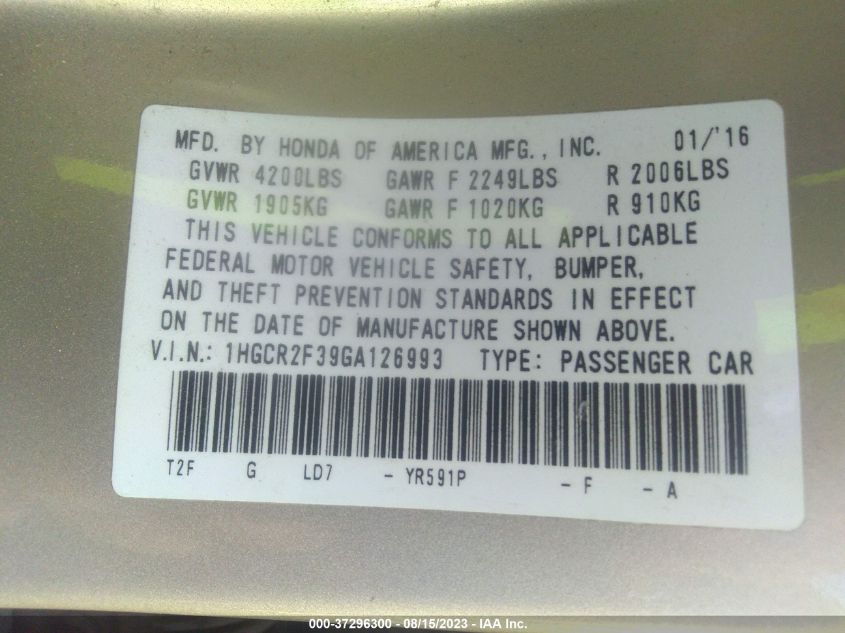 MFD. BY HONDA OF AMERICA MFG., INC. 01/'16
GVWR 4200LBS GAWR F 2249LBS R 2006LBS
GVWR 1905KG GAWR F 1020KG R 910KG
THIS VEHICLE CONFORMS TO ALL APPLICABLE
FEDERAL MOTOR VEHICLE SAFETY, BUMPER,
AND THEFT PREVENTION STANDARDS IN EFFECT
ON THE DATE OF MANUFACTURE SHOWN ABOVE.
V.I.N.: 1HGCR2F39GA126993 TYPE: PASSENGER CAR
T2F G LD7 - YR591P - F - A
000-37296300 - 08/15/2023 - IAA Inc.